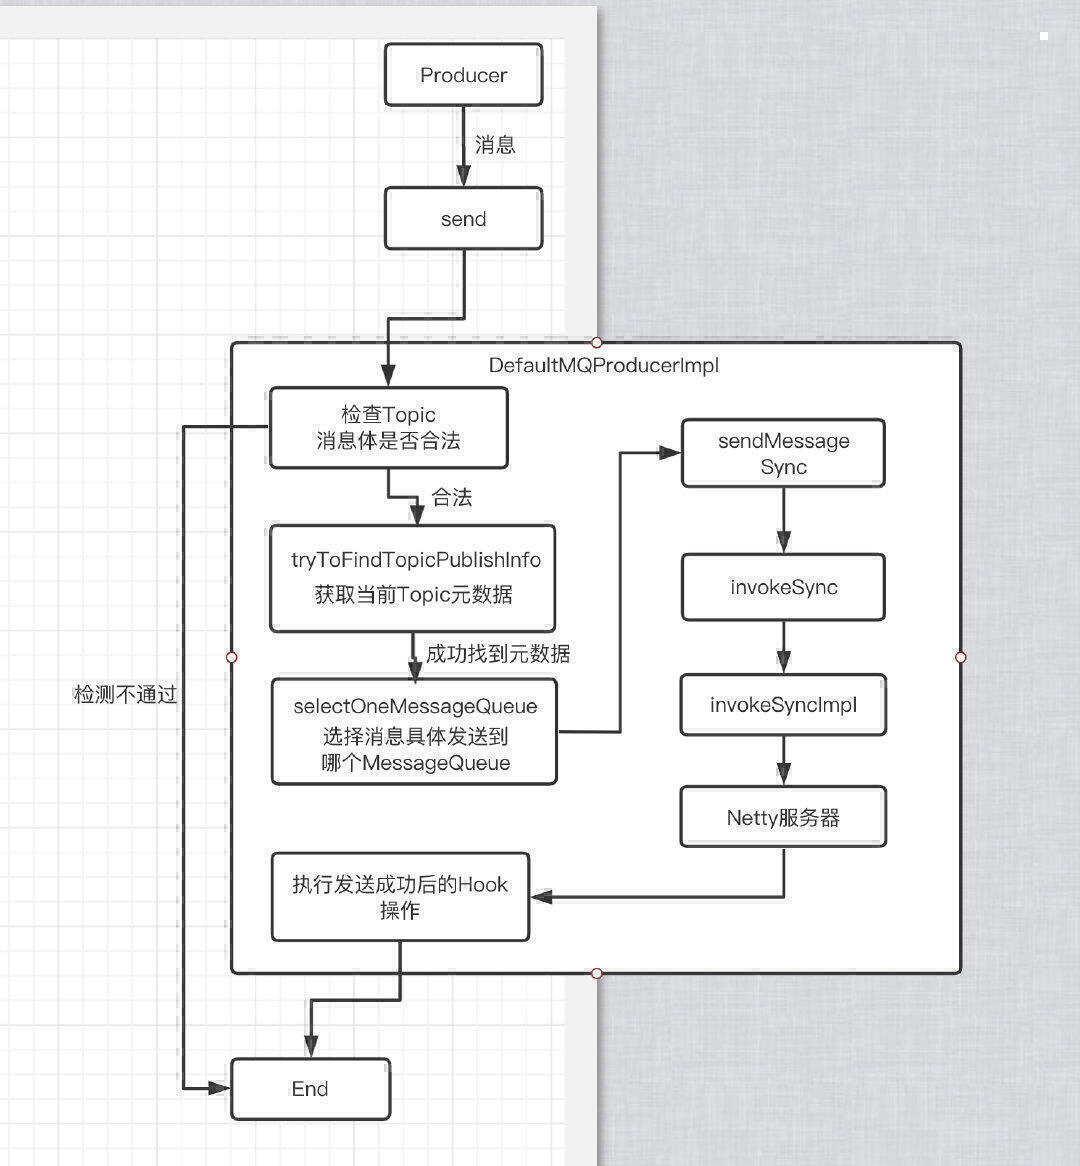 Producer
消息
send
DefaultMQProducerImpl
检查Topic
消息体是否合法
合法
tryToFindTopicPublishInfo
获取当前Topic元数据
成功找到元数据
检测不通过
selectOneMessageQueue
选择消息具体发送到
哪个MessageQueue
sendMessage
Sync
invokeSync
invokeSyncImpl
Netty服务器
执行发送成功后的Hook
操作
End